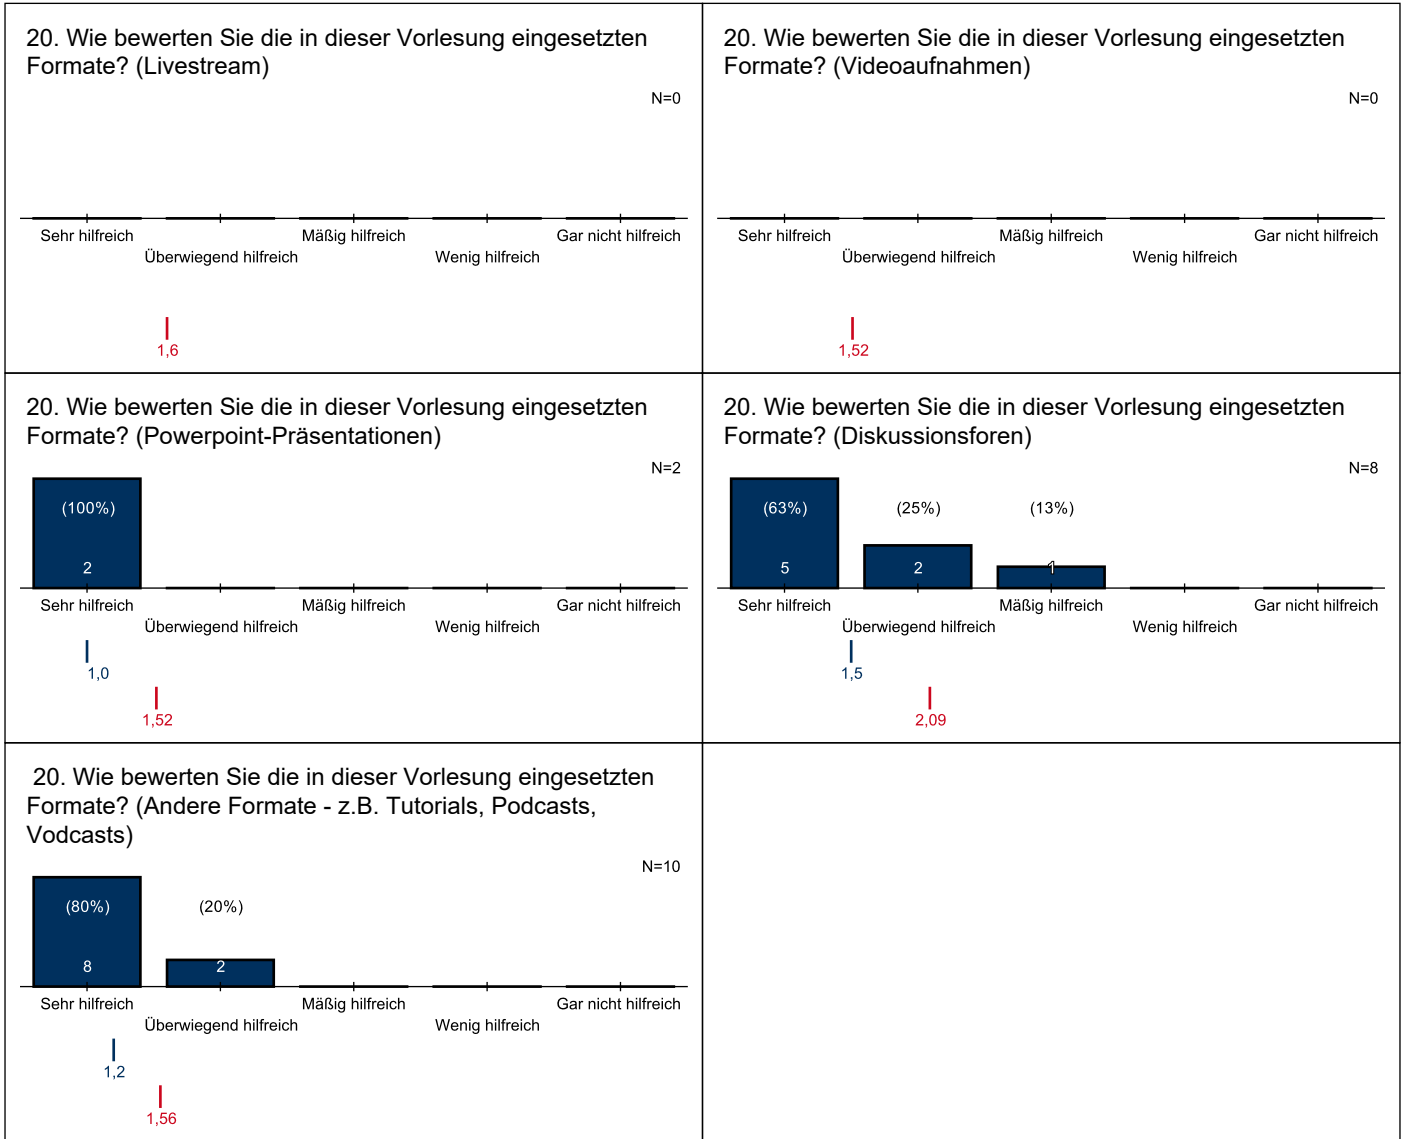 20. Wie bewerten Sie die in dieser Vorlesung eingesetzten
Formate? (Livestream)
N=0
Sehr hilfreich
Mäßig hilfreich
Gar nicht hilfreich
Überwiegend hilfreich
Wenig hilfreich
1,6
20. Wie bewerten Sie die in dieser Vorlesung eingesetzten
Formate? (Videoaufnahmen)
N=0
Sehr hilfreich
Mäßig hilfreich
Gar nicht hilfreich
Überwiegend hilfreich
Wenig hilfreich
1,52
20. Wie bewerten Sie die in dieser Vorlesung eingesetzten
Formate? (Powerpoint-Präsentationen)
N=2
(100%)
2
Sehr hilfreich
Mäßig hilfreich
Gar nicht hilfreich
Überwiegend hilfreich
Wenig hilfreich
1,0
1,52
20. Wie bewerten Sie die in dieser Vorlesung eingesetzten
Formate? (Diskussionsforen)
N=8
(63%) (25%) (13%)
5 2 1
Sehr hilfreich
Mäßig hilfreich
Gar nicht hilfreich
Überwiegend hilfreich
Wenig hilfreich
1,5
2,09
20. Wie bewerten Sie die in dieser Vorlesung eingesetzten
Formate? (Andere Formate - z.B. Tutorials, Podcasts,
Vodcasts)
N=10
(80%) (20%)
8 2
Sehr hilfreich
Mäßig hilfreich
Gar nicht hilfreich
Überwiegend hilfreich
Wenig hilfreich
1,2
1,56